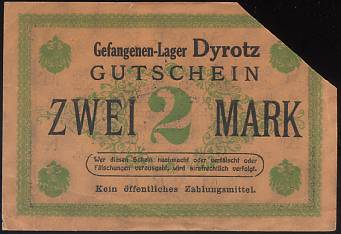 Gefangenen-Lager Dyrotz
GUTSCHEIN
ZWEI 2 MARK
Wer diesen Schein nachmacht oder verfälscht oder
Fälschungen verausgabt, wird strafrechtlich verfolgt.
Kein öffentliches Zahlungsmittel.